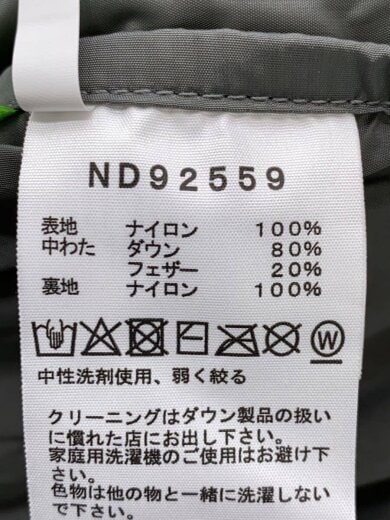 ND92559
表地 ナイロン 100%
中わた ダウン 80%
フェザー 20%
裏地 ナイロン 100%
W
中性洗剤使用、弱く絞る
クリーニングはダウン製品の扱い
に慣れた店にお出し下さい。
家庭用洗濯機のご使用はお避け
下さい。
色物は他の物と一緒に洗濯しない
で下さい。